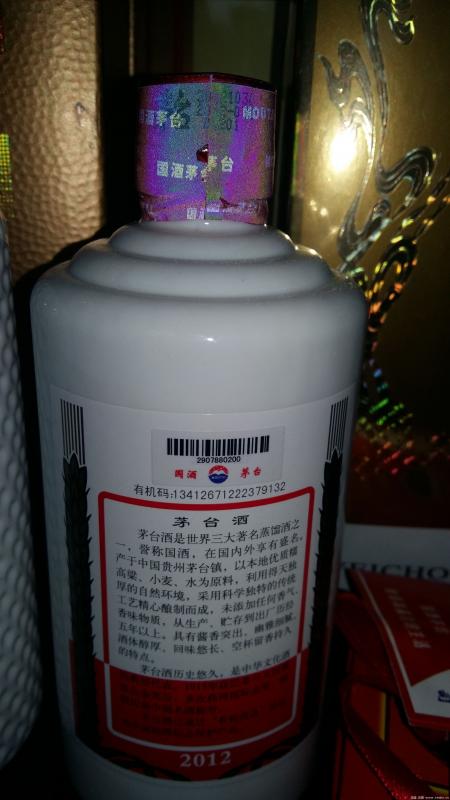 国酒茅台
MOUT
国酒茅台
茅台
2907880200
国酒 茅台
有机码:13412671222379132
茅台酒
茅台酒是世界三大著名蒸馏酒之
一，誉称国酒，在国内外享有盛名。
产于中国贵州茅台镇，以本地优质糯
高粱、小麦、水为原料，利用得天独
厚的自然环境，采用科学独特的传统
工艺精心酿制而成，未添加任何香气、
香味物质，从生产，贮存到出厂历经
五年以上。具有酱香突出、幽雅细腻、
酒体醇厚、回味悠长、空杯留香持久
的特点。
茅台酒历史悠久，是中华文化酒
2012
EICHO